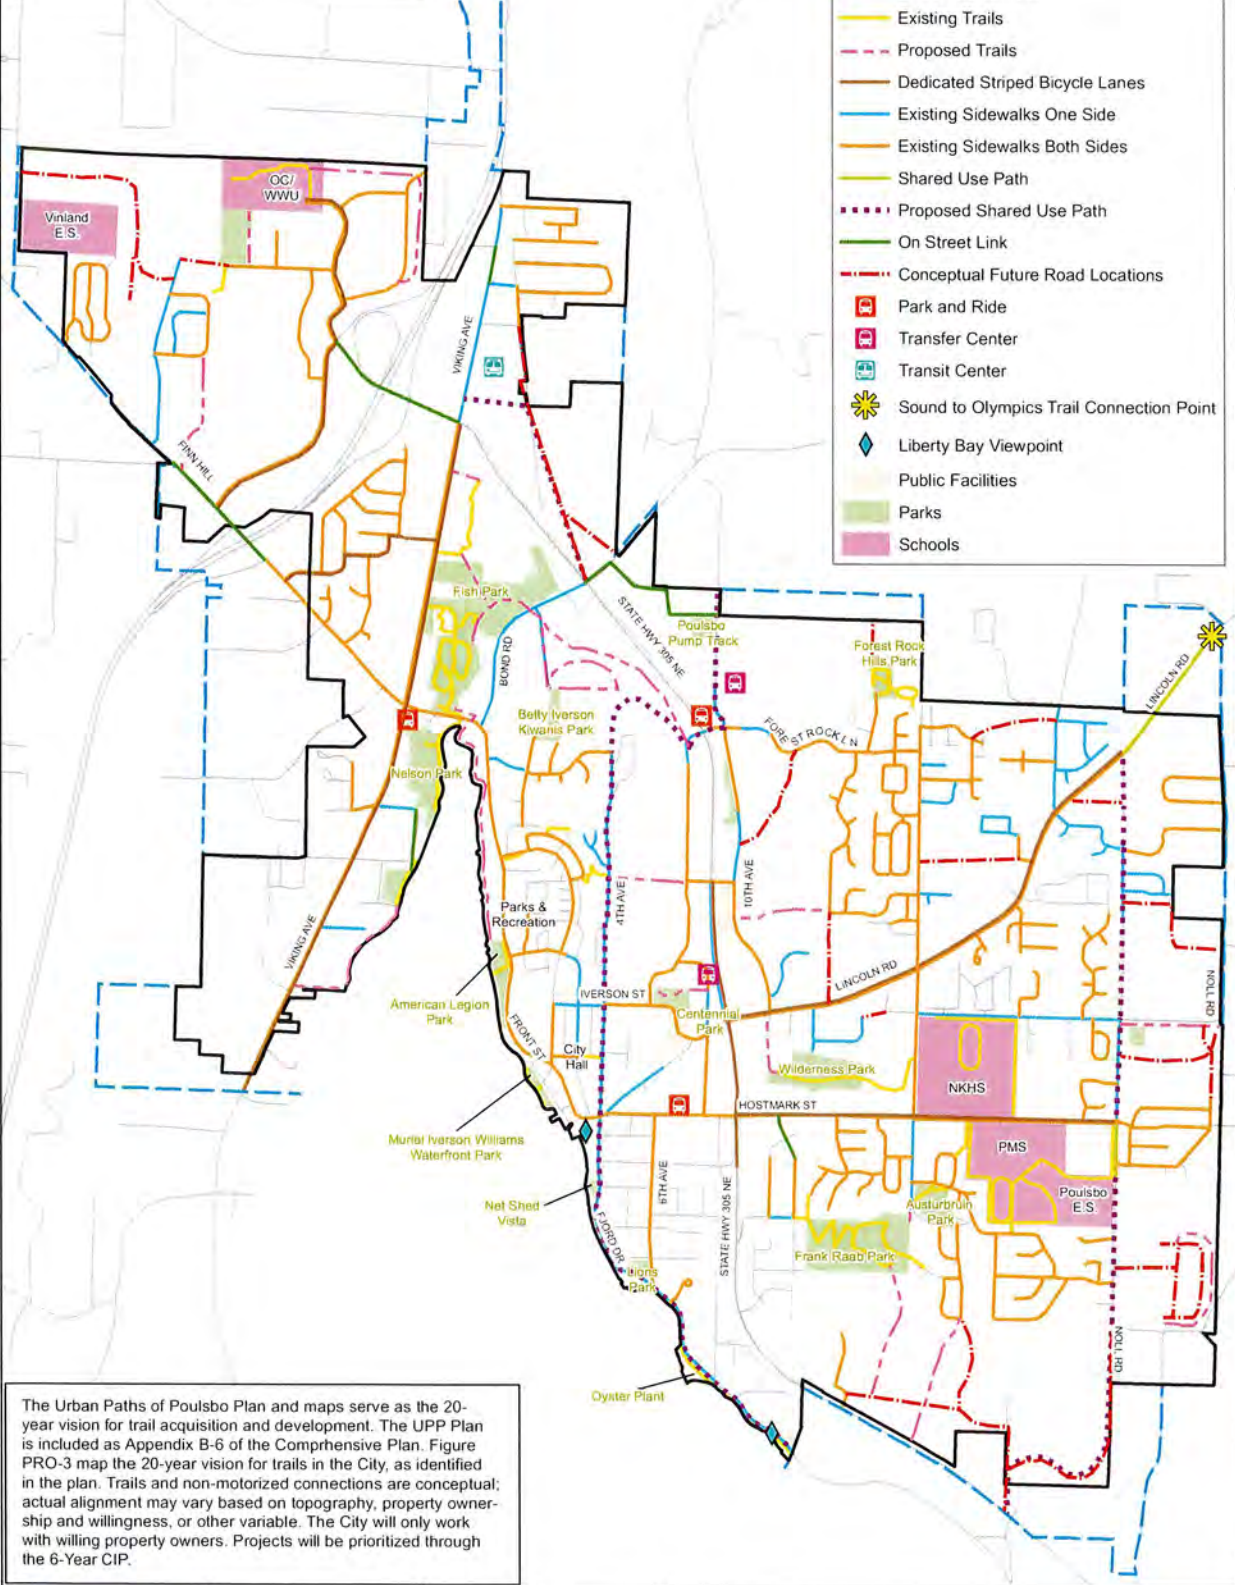 Existing Trails
Proposed Trails
Dedicated Striped Bicycle Lanes
Existing Sidewalks One Side
Existing Sidewalks Both Sides
Shared Use Path
Proposed Shared Use Path
On Street Link
Conceptual Future Road Locations
Park and Ride
Transfer Center
Transit Center
Sound to Olympics Trail Connection Point
Liberty Bay Viewpoint
Public Facilities
Parks
Schools
OC/
WWU
Vinland
E.S.
VIKING AVE
FINN HILL
Fish Park
STATE HWY 305 NE
Poulsbo
Pump Track
Forest Rock
Hills Park
LINCOLN RD
BOND RD
Betty Iverson
Kiwanis Park
FOREST ROCK LN
Nelson Park
4TH AVE
10TH AVE
Parks &
Recreation
VIKING AVE
LINCOLN RD
NOLL RD
American Legion
Park
IVERSON ST
Centennial
Park
FRONT ST
City
Hall
Wilderness Park
NKHS
HOSTMARK ST
Muriel Iverson Williams
Waterfront Park
PMS
6TH AVE
Poulsbo
E.S.
Net Shed
Vista
Austurbruin
Park
FJORD DR
STATE HWY 305 NE
Frank Raab Park
Lions
Park
NOLL RD
Oyster Plant
The Urban Paths of Poulsbo Plan and maps serve as the 20-
year vision for trail acquisition and development. The UPP Plan
is included as Appendix B-6 of the Comprhensive Plan. Figure
PRO-3 map the 20-year vision for trails in the City, as identified
in the plan. Trails and non-motorized connections are conceptual;
actual alignment may vary based on topography, property owner-
ship and willingness, or other variable. The City will only work
with willing property owners. Projects will be prioritized through
the 6-Year CIP.